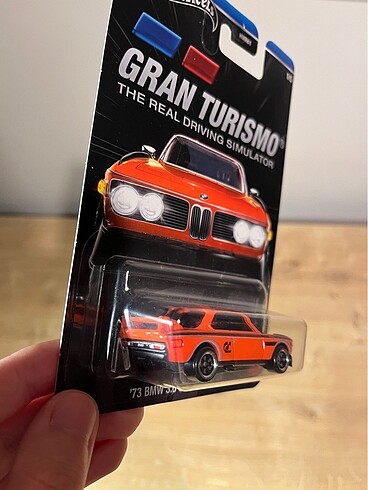 GRAN TURISMO®
THE REAL DRIVING SIMULATOR
'73 BMW 3.0